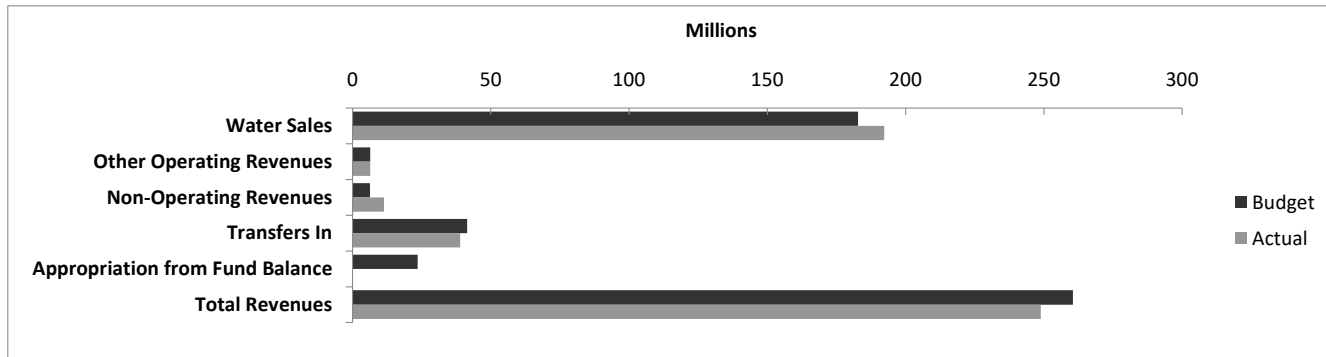 Millions
0 50 100 150 200 250 300
Water Sales
Other Operating Revenues
Non-Operating Revenues
Transfers In
Appropriation from Fund Balance
Total Revenues
Budget
Actual